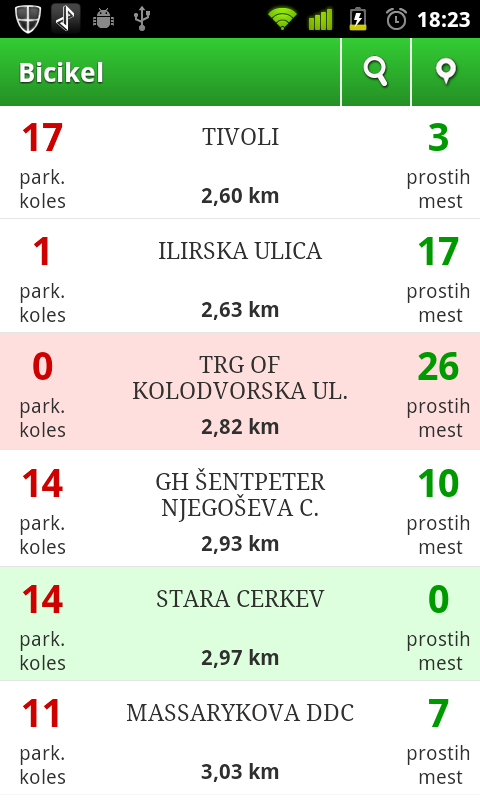 18:23
Bicikel
17 TIVOLI 3
park. prostih
koles 2,60 km mest
1 ILIRSKA ULICA 17
park. prostih
koles 2,63 km mest
0 TRG OF 26
KOLODVORSKA UL.
park. prostih
koles 2,82 km mest
14 GH ŠENTPETER 10
NJEGOŠEVA C.
park. prostih
koles 2,93 km mest
14 STARA CERKEV 0
park. prostih
koles 2,97 km mest
11 MASSARYKOVA DDC 7
park. prostih
koles 3,03 km mest